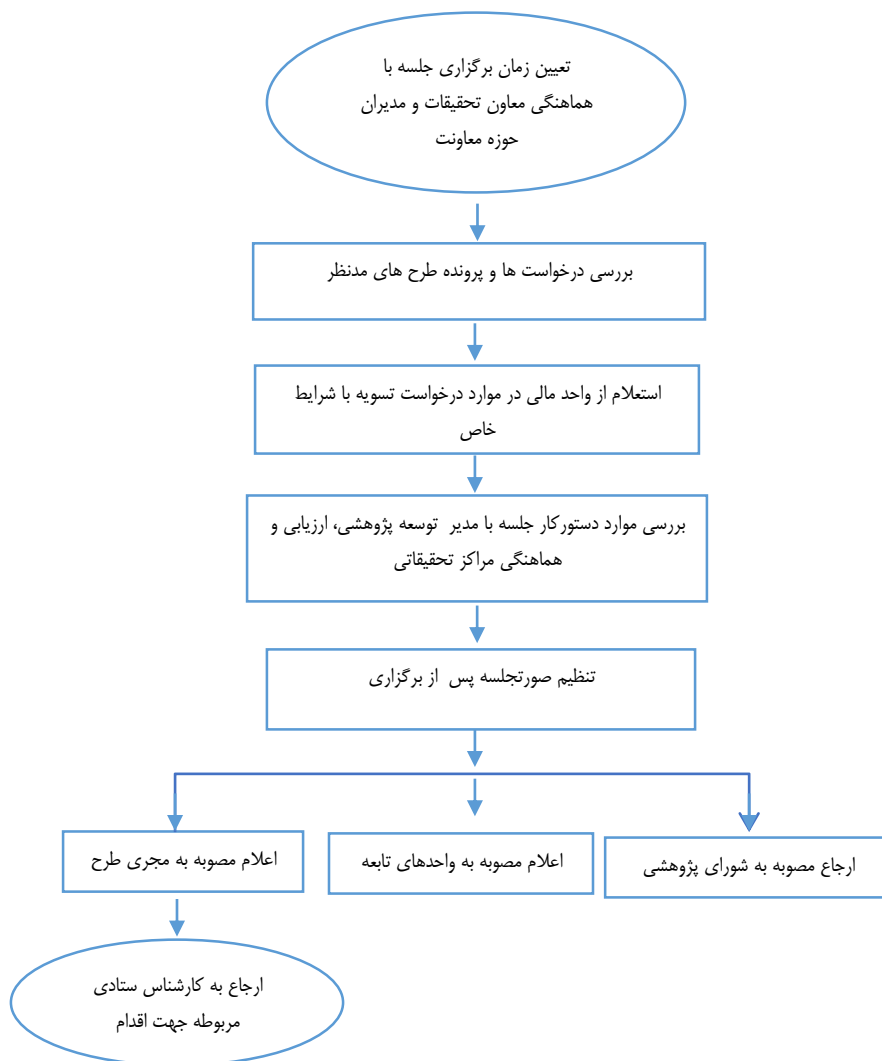 تعیین زمان برگزاری جلسه با
هماهنگی معاون تحقیقات و مدیران
حوزه معاونت
بررسی درخواست ها و پرونده طرح های مدنظر
استعلام از واحد مالی در موارد درخواست تسویه با شرایط
خاص
بررسی موارد دستورکار جلسه با مدیر توسعه پژوهشی، ارزیابی و
هماهنگی مراکز تحقیقاتی
تنظیم صورتجلسه پس از برگزاری
ارجاع مصوبه به شورای پژوهشی
اعلام مصوبه به واحدهای تابعه
اعلام مصوبه به مجری طرح
ارجاع به کارشناس ستادی
مربوطه جهت اقدام